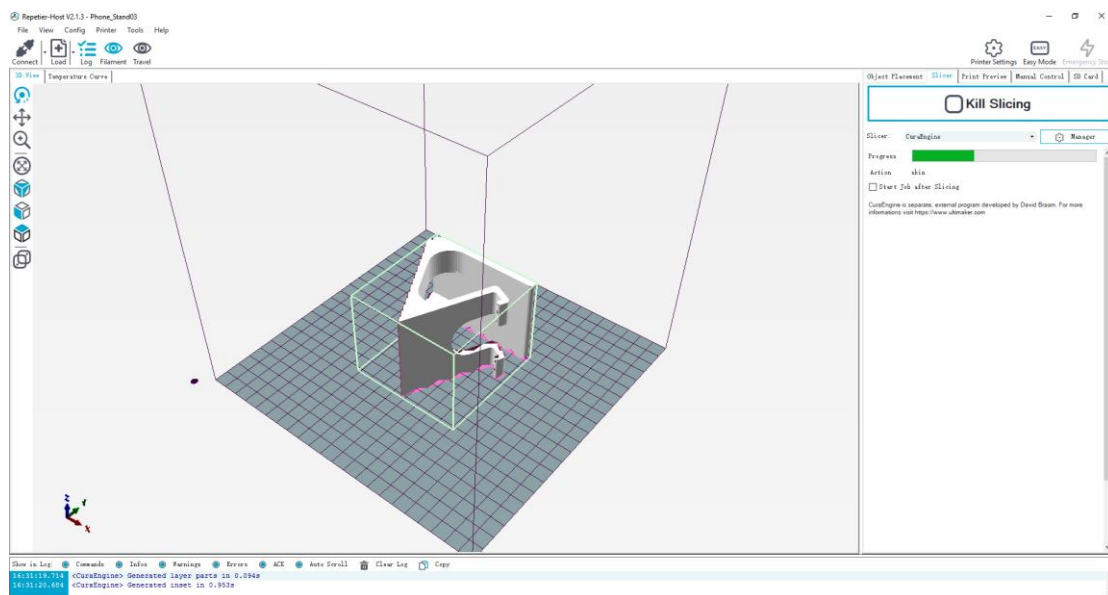 Repetier-Host V2.1.3 - Phone_Stand03
File View Config Printer Tools Help
Connect Load Log Filament Travel Printer Settings Easy Mode Emergency Sto
EASY
3D View Temperature Curve
Object Placement Slicer Print Preview Manual Control SD Card
Kill Slicing
Slicer: CuraEngine Manager
Progress
Action skin
Start Job after Slicing
CuraEngine is separate, external program developed by David Braam. For more
informations visit https://www.ultimaker.com
Z Y X
Show in Log: Commands Infos Warnings Errors ACK Auto Scroll Clear Log Copy
16:31:19.714 <CuraEngine> Generated layer parts in 0.094s
16:31:20.684 <CuraEngine> Generated inset in 0.953s